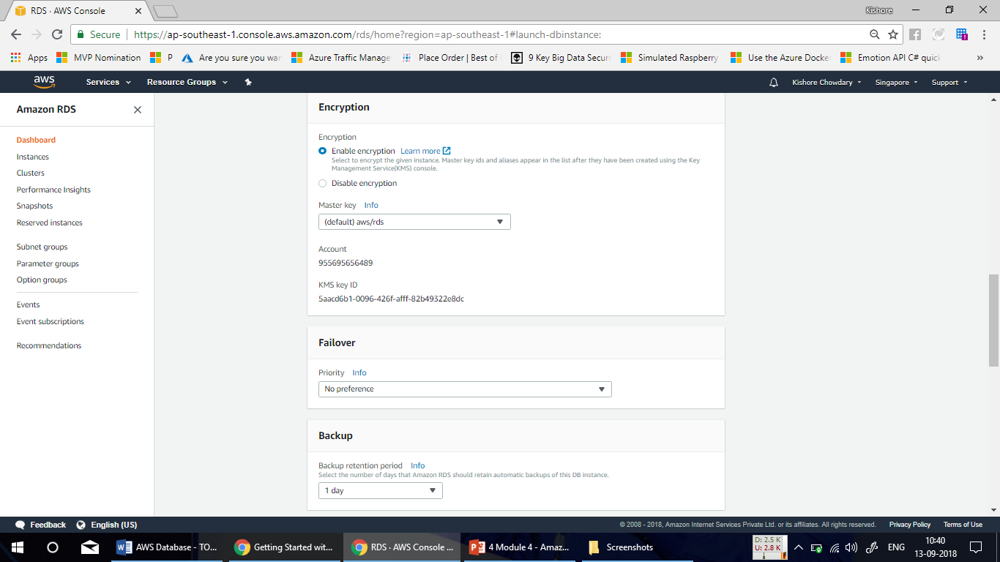 RDS · AWS Console
Kishore
Secure
https://ap-southeast-1.console.aws.amazon.com/rds/home?region=ap-southeast-1#launch-dbinstance:
Apps
MVP Nomination
P
Are you sure you wan
Azure Traffic Manage
Place Order | Best of
9 Key Big Data Securi
Simulated Raspberry
Use the Azure Docke
Emotion API C# quick
»
aws
Services
Resource Groups
Kishore Chowdary
Singapore
Support
Amazon RDS
Dashboard
Instances
Clusters
Performance Insights
Snapshots
Reserved instances
Subnet groups
Parameter groups
Option groups
Events
Event subscriptions
Recommendations
Encryption
Encryption
Enable encryption Learn more
Select to encrypt the given instance. Master key ids and aliases appear in the list after they have been created using the Key
Management Service(KMS) console.
Disable encryption
Master key Info
(default) aws/rds
Account
955695656489
KMS key ID
5aacd6b1-0096-426f-afff-82b49322e8dc
Failover
Priority Info
No preference
Backup
Backup retention period Info
Select the number of days that Amazon RDS should retain automatic backups of this DB instance.
1 day
Feedback
English (US)
© 2008 - 2018, Amazon Internet Services Private Ltd. or its affiliates. All rights reserved.
Privacy Policy
Terms of Use
AWS Database - TO...
Getting Started wit...
RDS · AWS Console ...
4 Module 4 - Amaz...
Screenshots
D: 2.5 K
U: 2.8 K
ENG
10:40
13-09-2018